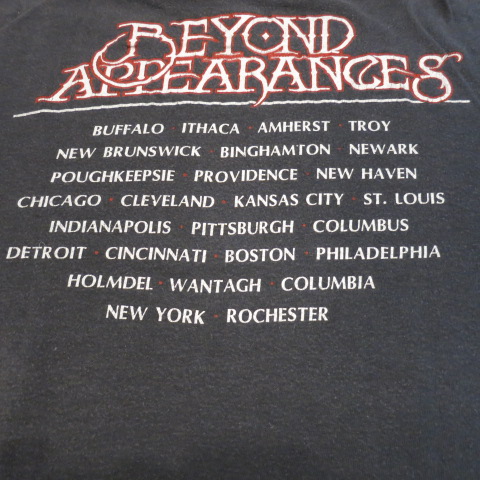 BEYOND
APPEARANCES
BUFFALO · ITHACA · AMHERST · TROY
NEW BRUNSWICK · BINGHAMTON · NEWARK
POUGHKEEPSIE · PROVIDENCE · NEW HAVEN
CHICAGO · CLEVELAND · KANSAS CITY · ST. LOUIS
INDIANAPOLIS · PITTSBURGH · COLUMBUS
DETROIT · CINCINNATI · BOSTON · PHILADELPHIA
HOLMDEL · WANTAGH · COLUMBIA
NEW YORK · ROCHESTER